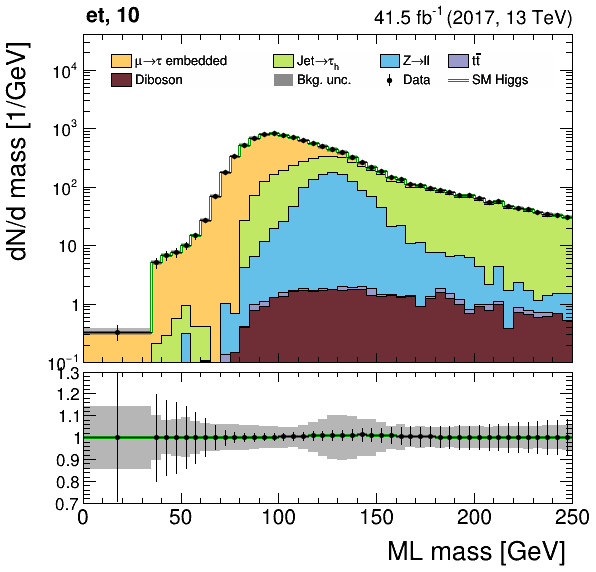 et, 10
41.5 fb⁻¹ (2017, 13 TeV)
dN/d mass [1/GeV]
10⁴
10³
10²
10
1
10⁻¹
μ→τ embedded
Jet→τₕ
Z→ll
tt̄
Diboson
Bkg. unc.
Data
SM Higgs
1.3
1.2
1.1
1
0.9
0.8
0.7
0 50 100 150 200 250
ML mass [GeV]